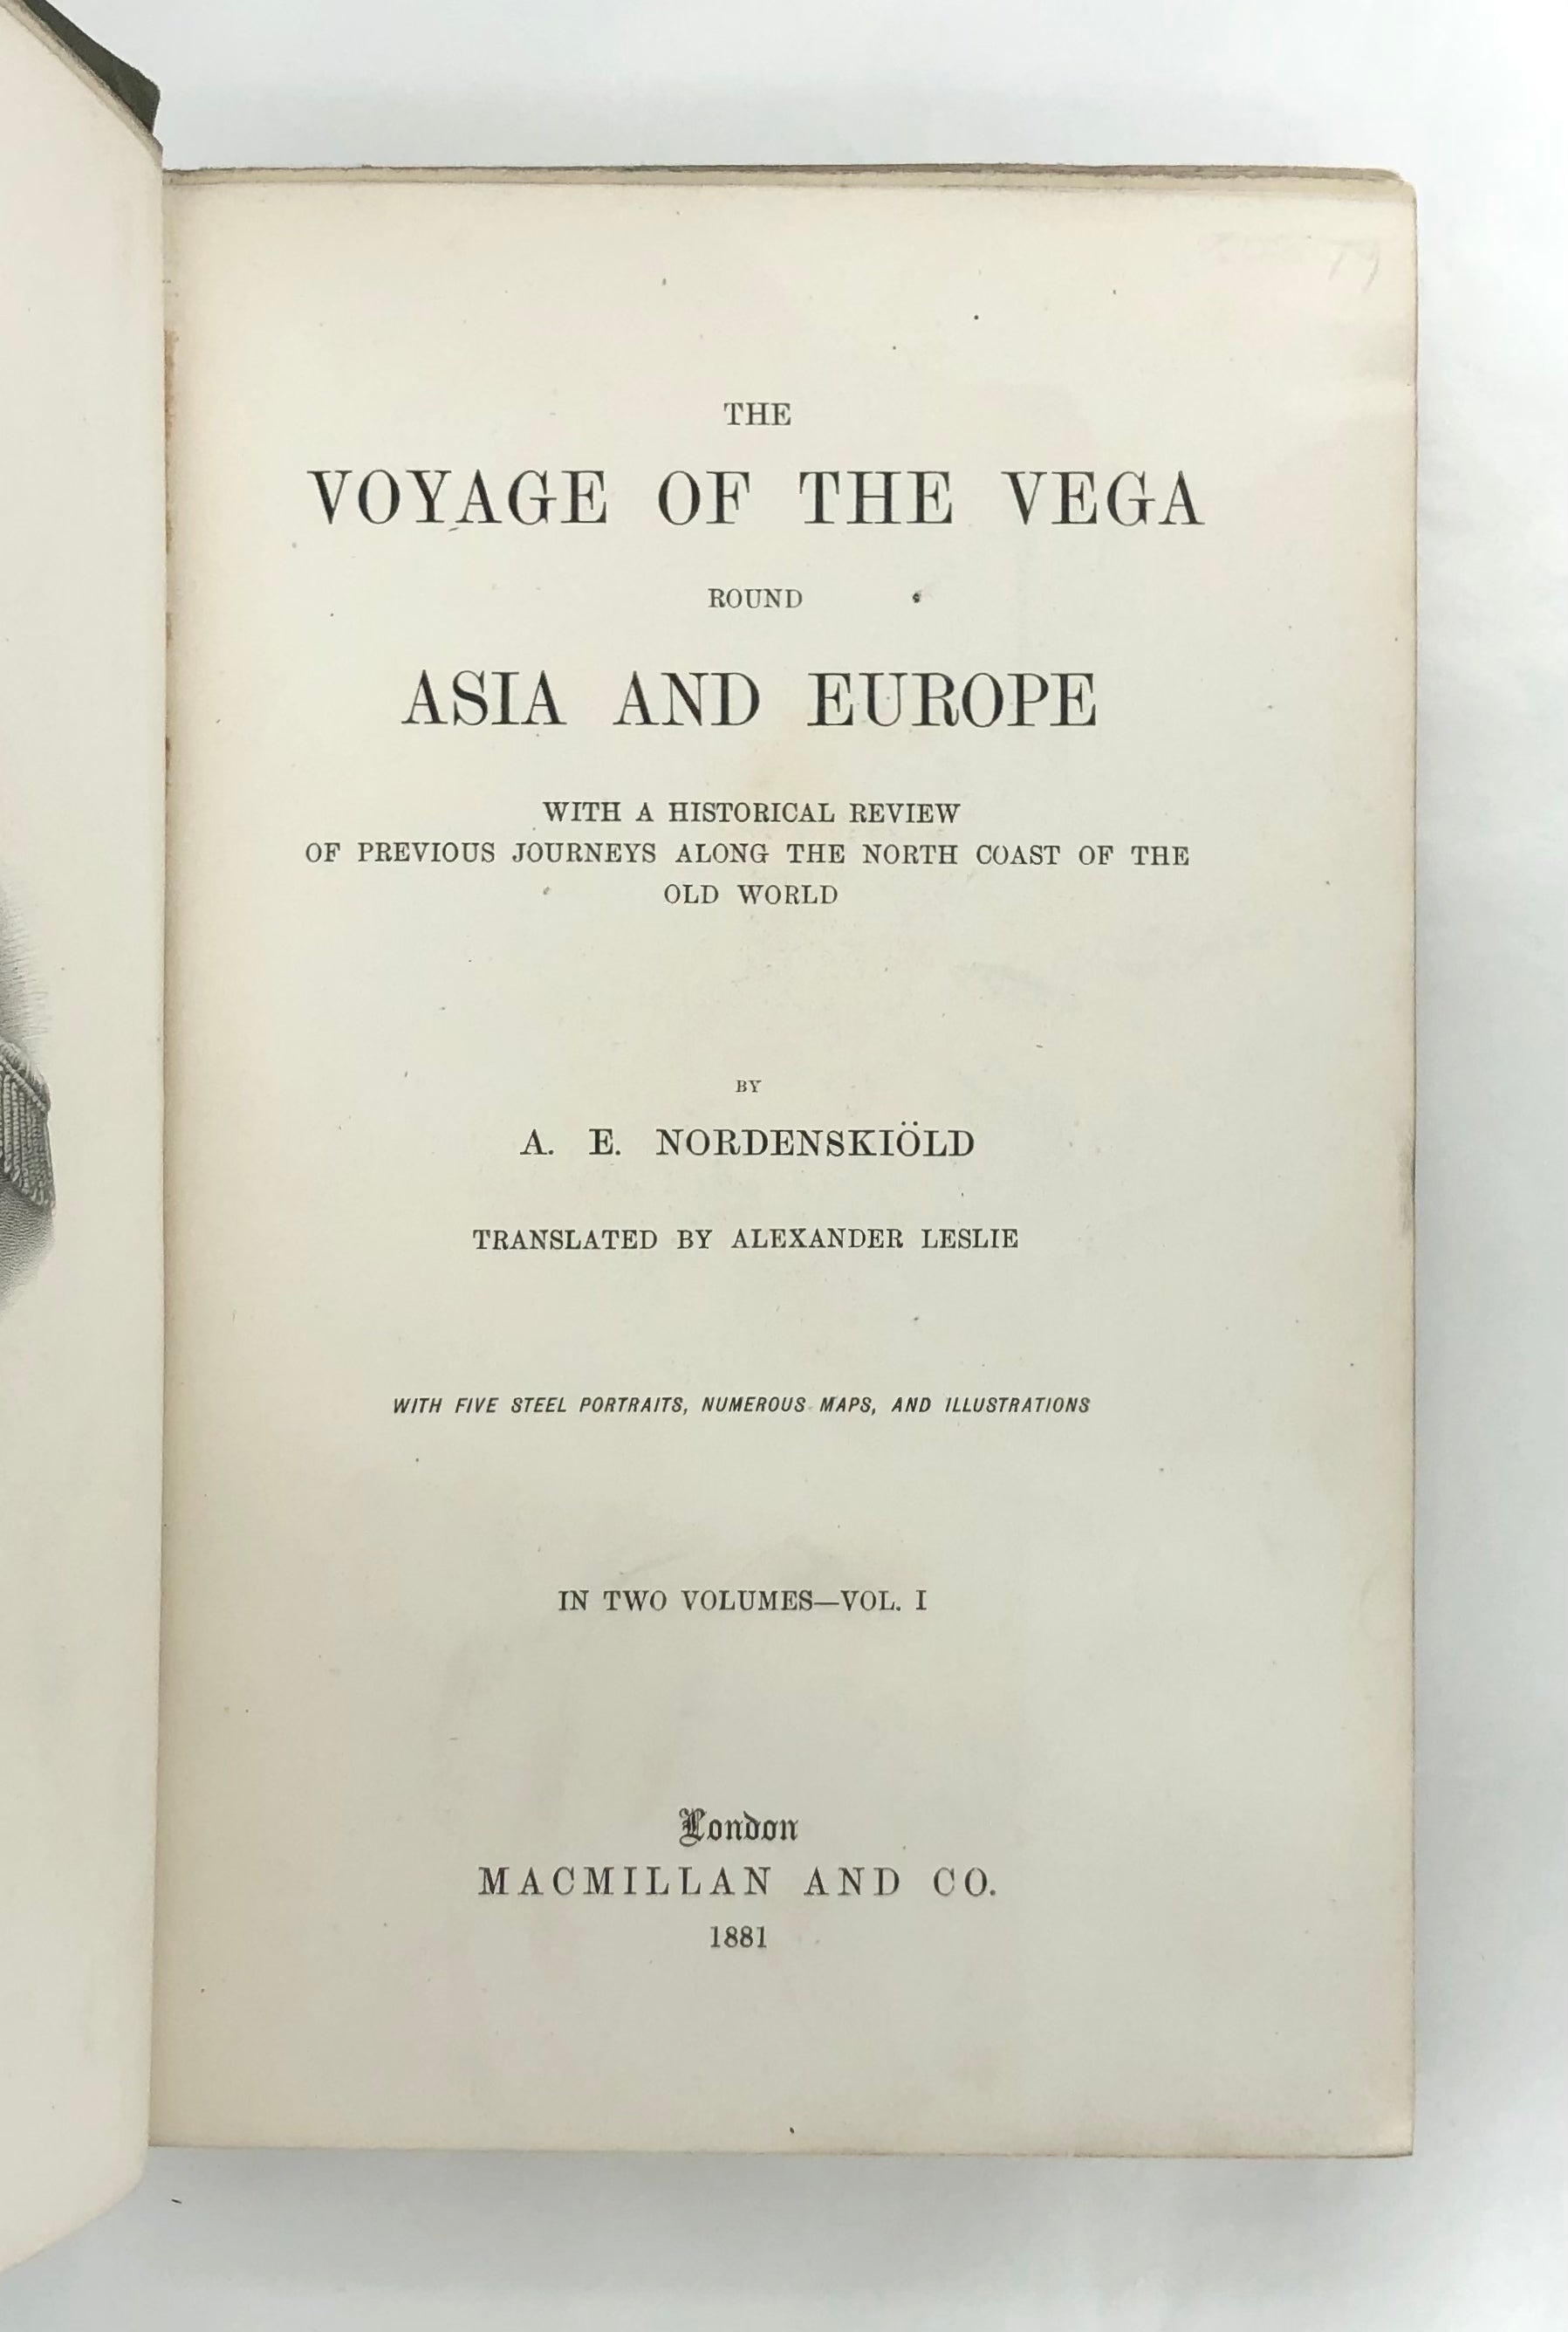 THE
VOYAGE OF THE VEGA
ROUND
ASIA AND EUROPE
WITH A HISTORICAL REVIEW
OF PREVIOUS JOURNEYS ALONG THE NORTH COAST OF THE
OLD WORLD
BY
A. E. NORDENSKIÖLD
TRANSLATED BY ALEXANDER LESLIE
WITH FIVE STEEL PORTRAITS, NUMEROUS MAPS, AND ILLUSTRATIONS
IN TWO VOLUMES—VOL. I
London
MACMILLAN AND CO.
1881